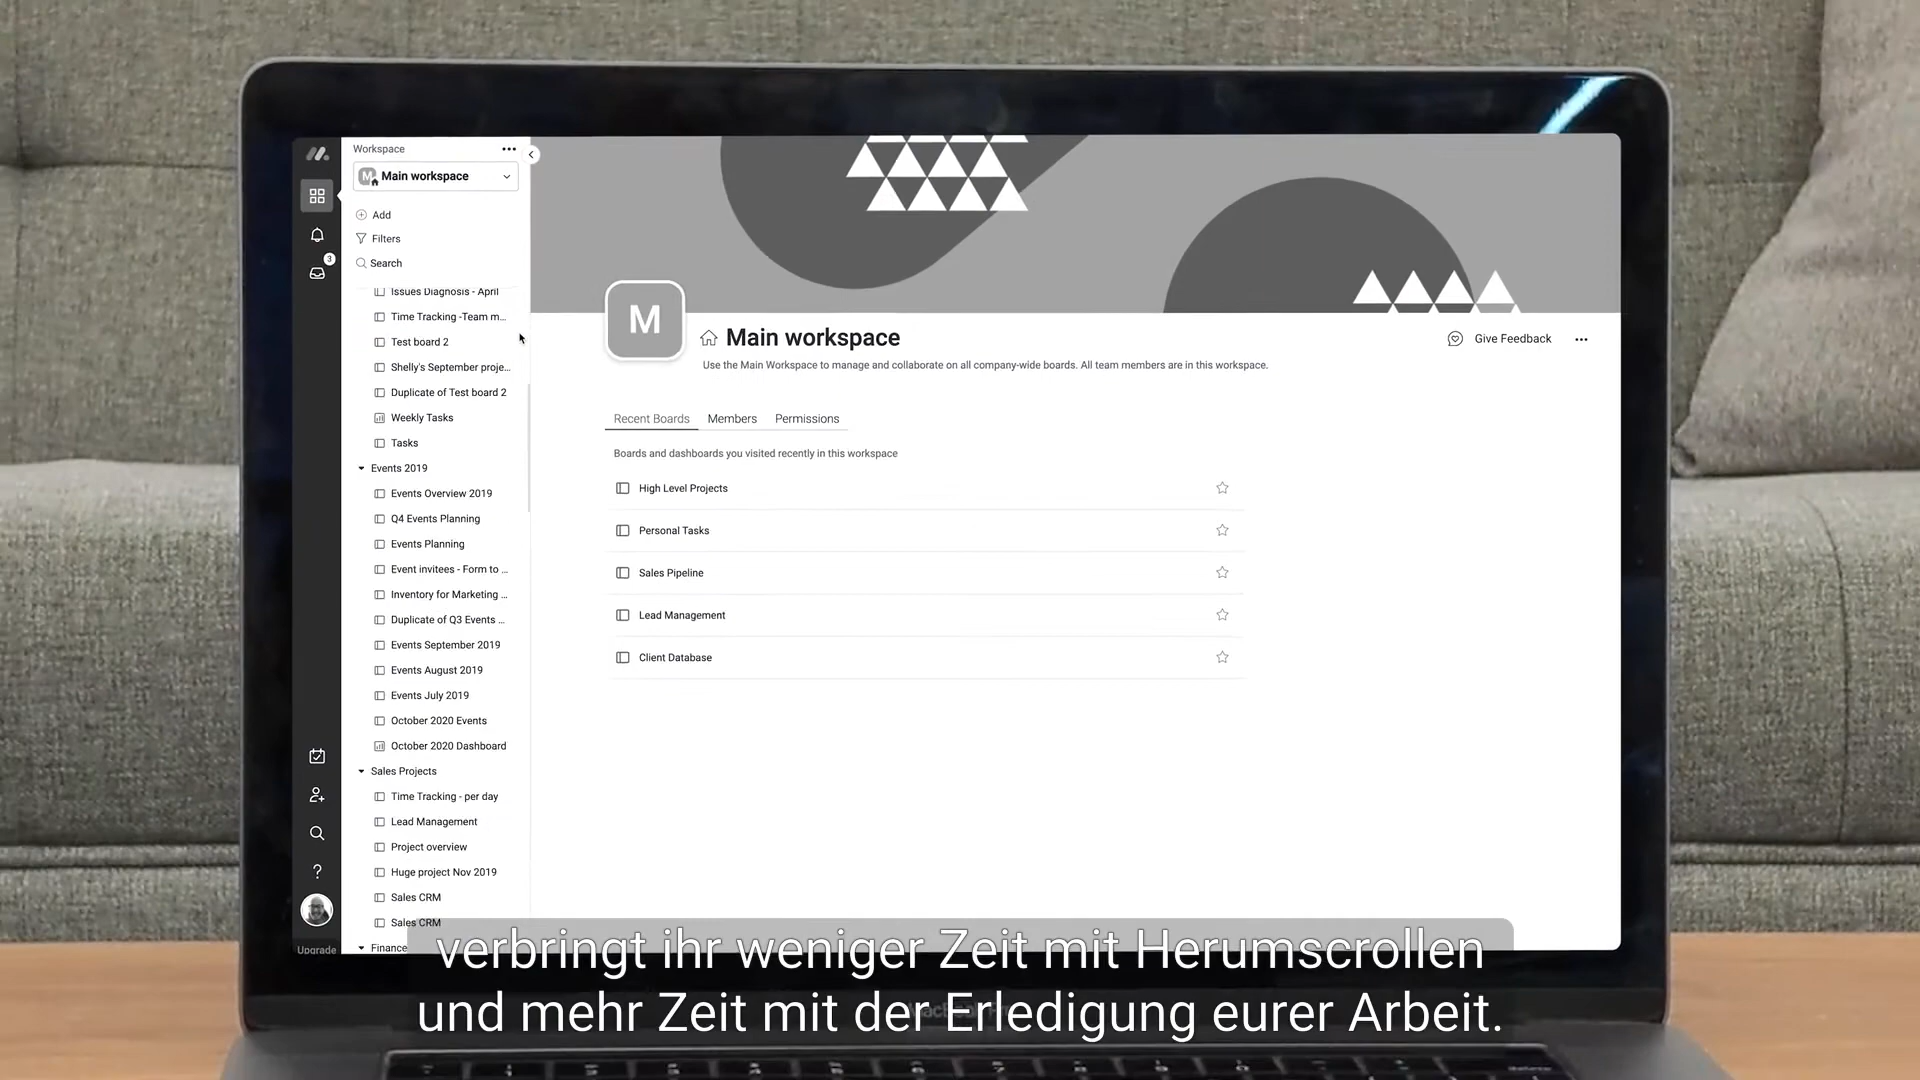 Workspace
M Main workspace
Add
Filters
3
Search
Issues Diagnosis - April
Time Tracking -Team m...
Test board 2
Shelly's September proje...
Duplicate of Test board 2
Weekly Tasks
Tasks
Events 2019
Events Overview 2019
Q4 Events Planning
Events Planning
Event invitees - Form to ...
Inventory for Marketing ...
Duplicate of Q3 Events ...
Events September 2019
Events August 2019
Events July 2019
October 2020 Events
October 2020 Dashboard
Sales Projects
Time Tracking - per day
Lead Management
Project overview
Huge project Nov 2019
Sales CRM
Sales CRM
Finance
Upgrade
M
Main workspace
Give Feedback
Use the Main Workspace to manage and collaborate on all company-wide boards. All team members are in this workspace.
Recent Boards Members Permissions
Boards and dashboards you visited recently in this workspace
High Level Projects
Personal Tasks
Sales Pipeline
Lead Management
Client Database
verbringt ihr weniger Zeit mit Herumscrollen
und mehr Zeit mit der Erledigung eurer Arbeit.